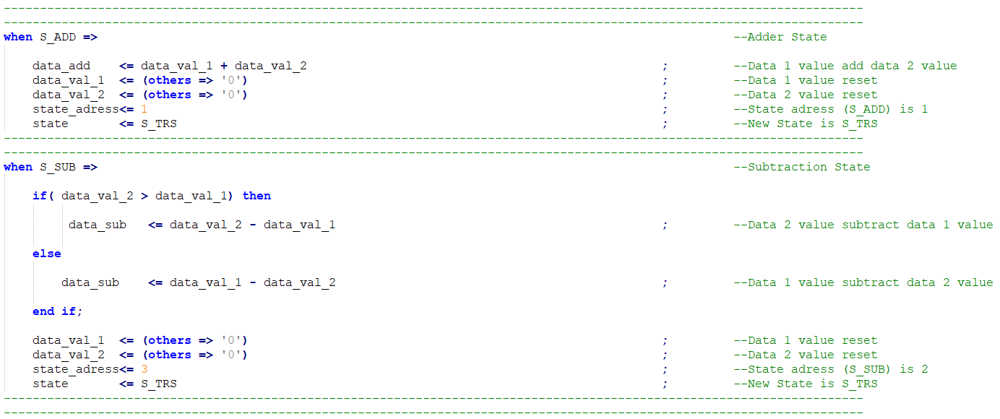 ------------------------------------------------------------------------------------------------------------------------
------------------------------------------------------------------------------------------------------------------------
when S_ADD => --Adder State
data_add <= data_val_1 + data_val_2 ; --Data 1 value add data 2 value
data_val_1 <= (others => '0') ; --Data 1 value reset
data_val_2 <= (others => '0') ; --Data 2 value reset
state_adress<= 1 ; --State adress (S_ADD) is 1
state <= S_TRS ; --New State is S_TRS
------------------------------------------------------------------------------------------------------------------------
------------------------------------------------------------------------------------------------------------------------
when S_SUB => --Subtraction State
if( data_val_2 > data_val_1) then
data_sub <= data_val_2 - data_val_1 ; --Data 2 value subtract data 1 value
else
data_sub <= data_val_1 - data_val_2 ; --Data 1 value subtract data 2 value
end if;
data_val_1 <= (others => '0') ; --Data 1 value reset
data_val_2 <= (others => '0') ; --Data 2 value reset
state_adress<= 3 ; --State adress (S_SUB) is 2
state <= S_TRS ; --New State is S_TRS
------------------------------------------------------------------------------------------------------------------------
------------------------------------------------------------------------------------------------------------------------